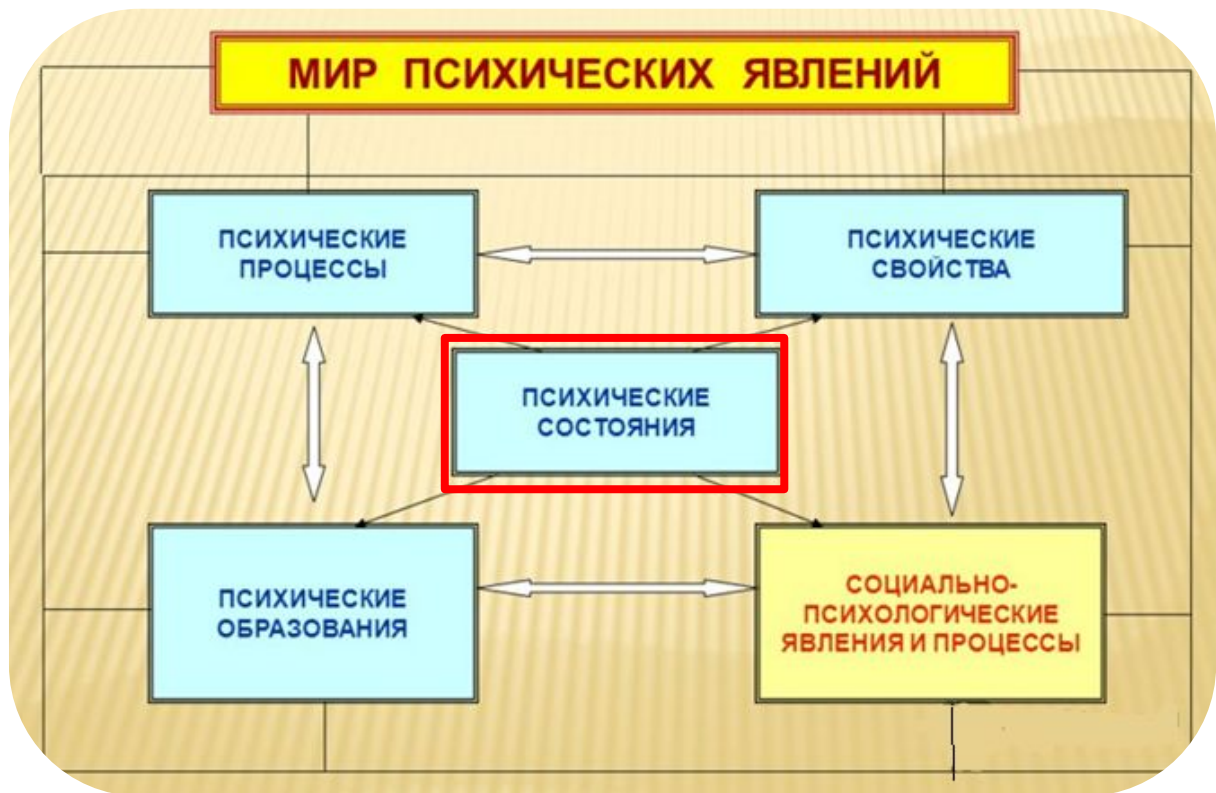 МИР ПСИХИЧЕСКИХ ЯВЛЕНИЙ
ПСИХИЧЕСКИЕ
ПРОЦЕССЫ
ПСИХИЧЕСКИЕ
СВОЙСТВА
ПСИХИЧЕСКИЕ
СОСТОЯНИЯ
ПСИХИЧЕСКИЕ
ОБРАЗОВАНИЯ
СОЦИАЛЬНО-
ПСИХОЛОГИЧЕСКИЕ
ЯВЛЕНИЯ И ПРОЦЕССЫ